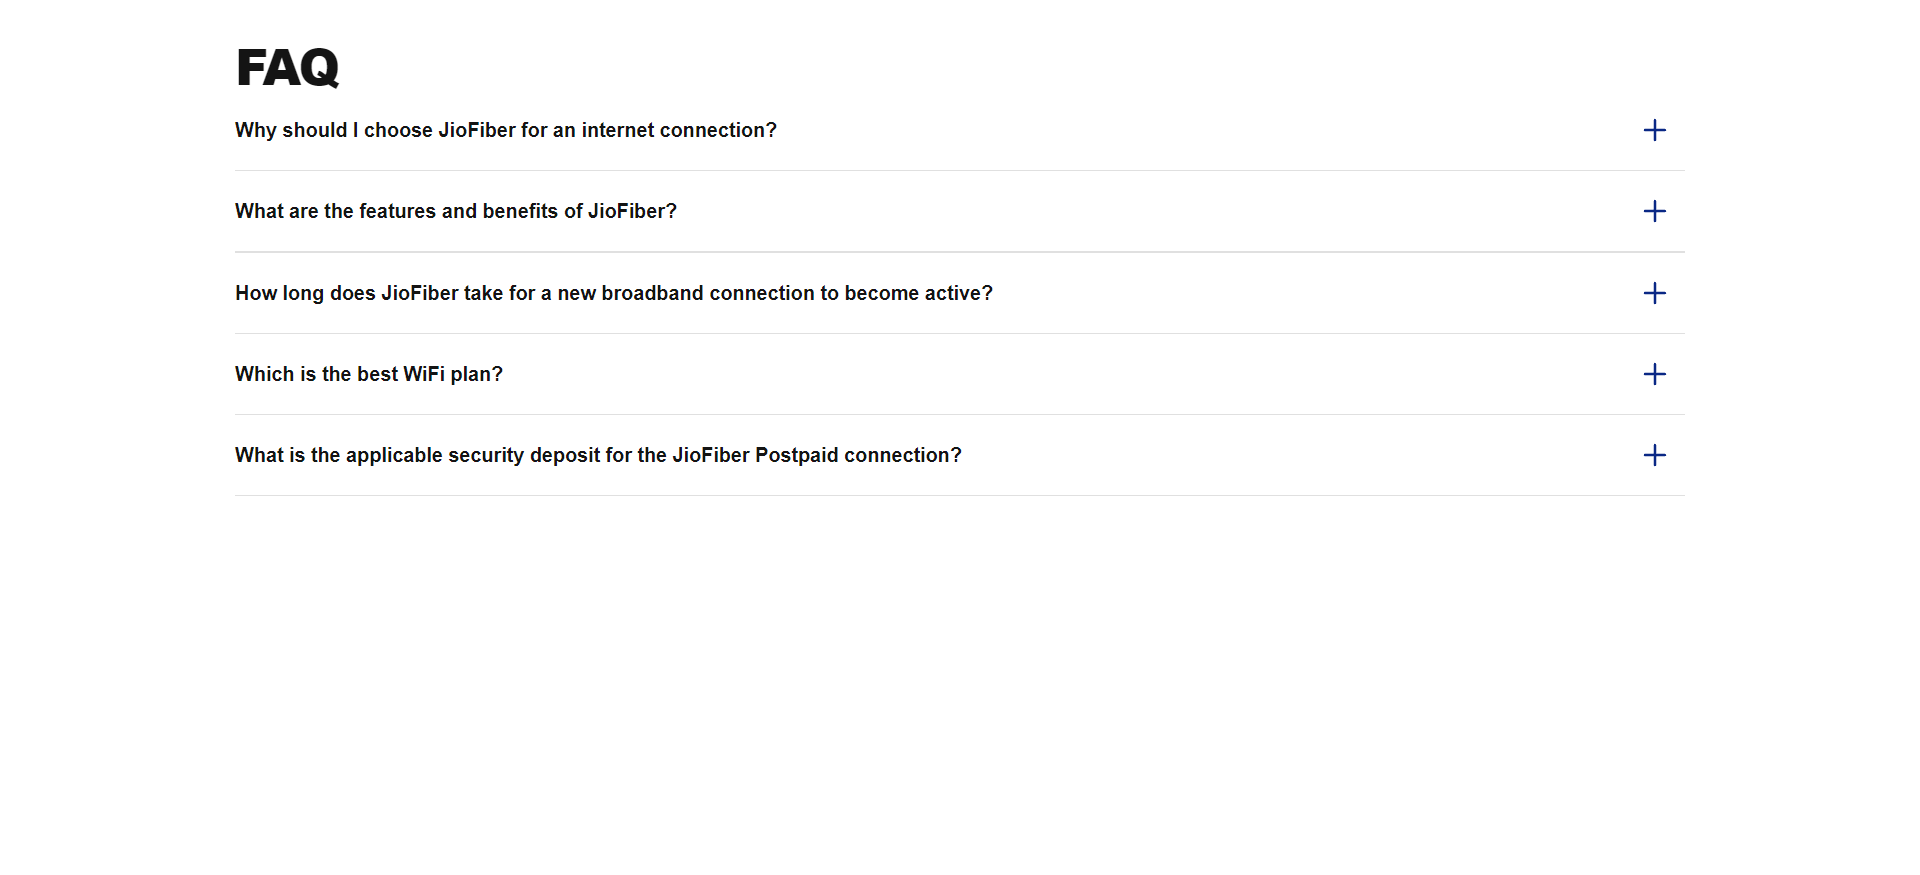 FAQ
Why should I choose JioFiber for an internet connection?
What are the features and benefits of JioFiber?
How long does JioFiber take for a new broadband connection to become active?
Which is the best WiFi plan?
What is the applicable security deposit for the JioFiber Postpaid connection?